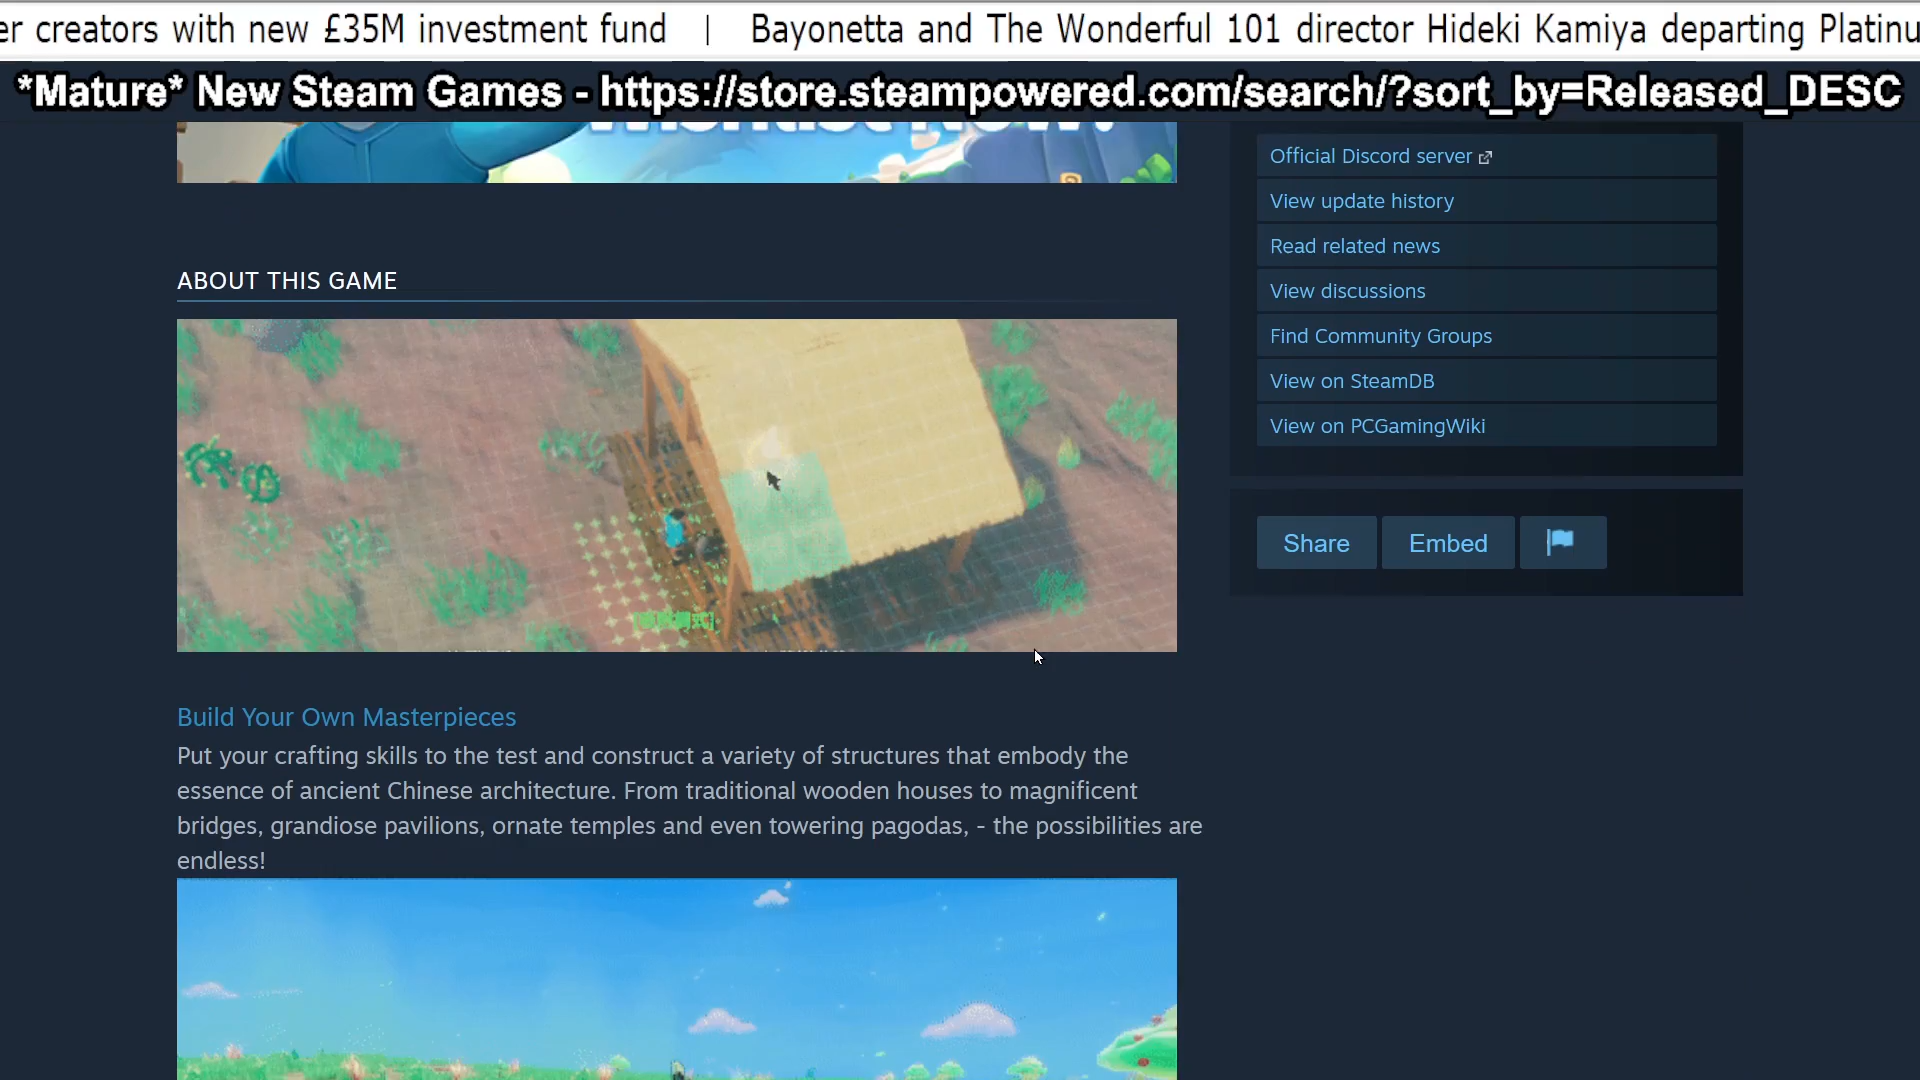 er creators with new £35M investment fund | Bayonetta and The Wonderful 101 director Hideki Kamiya departing Platinu
*Mature* New Steam Games - https://store.steampowered.com/search/?sort_by=Released_DESC
Official Discord server
View update history
Read related news
View discussions
Find Community Groups
View on SteamDB
View on PCGamingWiki
Share Embed
ABOUT THIS GAME
Build Your Own Masterpieces
Put your crafting skills to the test and construct a variety of structures that embody the
essence of ancient Chinese architecture. From traditional wooden houses to magnificent
bridges, grandiose pavilions, ornate temples and even towering pagodas, - the possibilities are
endless!